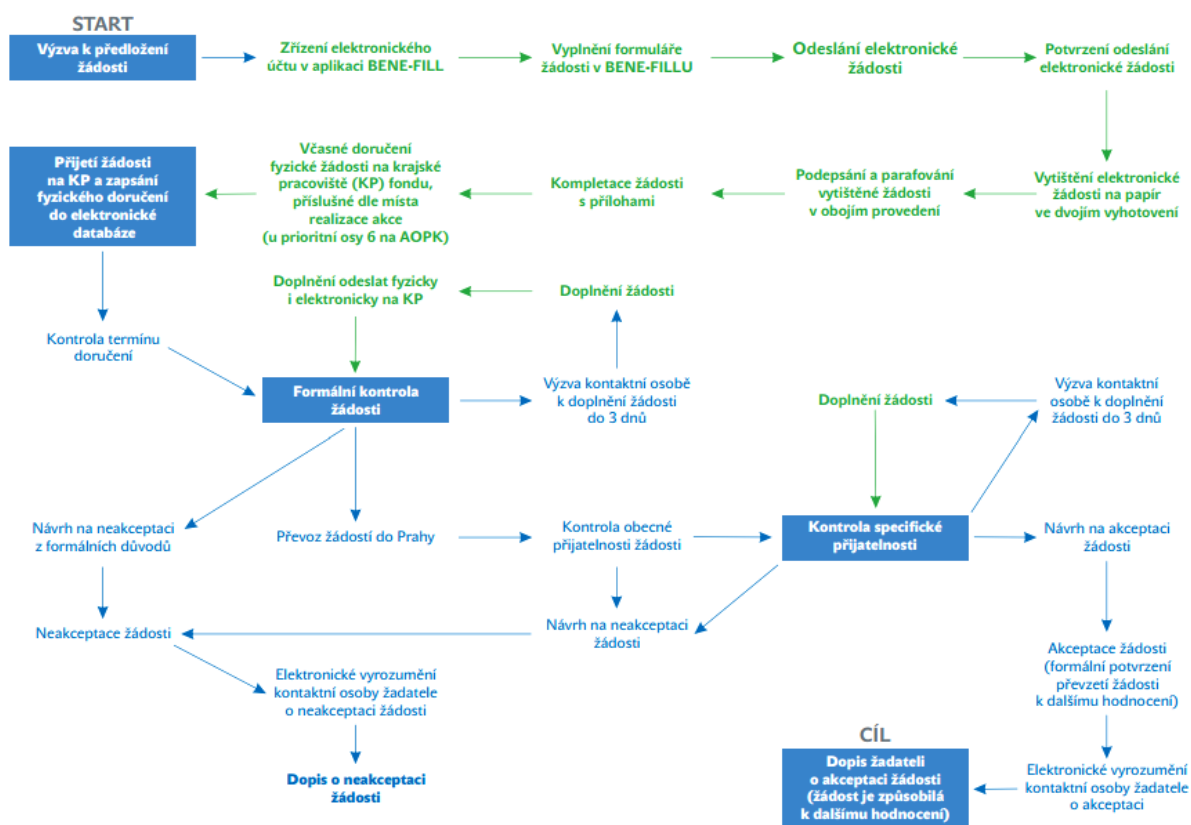 START
Výzva k předložení
žádosti
Zřízení elektronického
účtu v aplikaci BENE-FILL
Vyplnění formuláře
žádosti v BENE-FILLU
Odeslání elektronické
žádosti
Potvrzení odeslání
elektronické žádosti
Přijetí žádosti
na KP a zapsání
fyzického doručení
do elektronické
databáze
Včasné doručení
fyzické žádosti na krajské
pracoviště (KP) fondu,
příslušné dle místa
realizace akce
(u prioritní osy 6 na AOPK)
Kompletace žádosti
s přílohami
Podepsání a parafování
vytištěné žádosti
v obojím provedení
Vytištění elektronické
žádosti na papír
ve dvojím vyhotovení
Doplnění odeslat fyzicky
i elektronicky na KP
Doplnění žádosti
Kontrola termínu
doručení
Formální kontrola
žádosti
Výzva kontaktní osobě
k doplnění žádosti
do 3 dnů
Doplnění žádosti
Výzva kontaktní
osobě k doplnění
žádosti do 3 dnů
Návrh na neakceptaci
z formálních důvodů
Převoz žádostí do Prahy
Kontrola obecné
přijatelnosti žádosti
Kontrola specifické
přijatelnosti
Návrh na akceptaci
žádosti
Neakceptace žádosti
Návrh na neakceptaci
žádosti
Elektronické vyrozumění
kontaktní osoby žadatele
o neakceptaci žádosti
Akceptace žádosti
(formální potvrzení
převzetí žádosti
k dalšímu hodnocení)
Dopis o neakceptaci
žádosti
CÍL
Dopis žadateli
o akceptaci žádosti
(žádost je způsobilá
k dalšímu hodnocení)
Elektronické vyrozumění
kontaktní osoby žadatele
o akceptaci